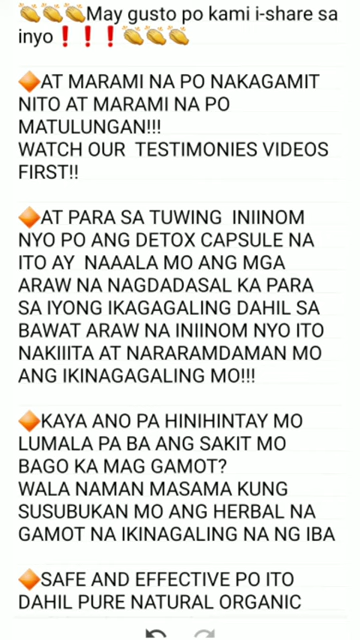 👏👏👏May gusto po kami i-share sa
inyo❗❗❗👏👏👏
🔶AT MARAMI NA PO NAKAGAMIT
NITO AT MARAMI NA PO
MATULUNGAN!!!
WATCH OUR TESTIMONIES VIDEOS
FIRST!!
🔶AT PARA SA TUWING INIINOM
NYO PO ANG DETOX CAPSULE NA
ITO AY NAAALA MO ANG MGA
ARAW NA NAGDADASAL KA PARA
SA IYONG IKAGAGALING DAHIL SA
BAWAT ARAW NA INIINOM NYO ITO
NAKIIITA AT NARARAMDAMAN MO
ANG IKINAGAGALING MO!!!
🔶KAYA ANO PA HINIHINTAY MO
LUMALA PA BA ANG SAKIT MO
BAGO KA MAG GAMOT?
WALA NAMAN MASAMA KUNG
SUSUBUKAN MO ANG HERBAL NA
GAMOT NA IKINAGALING NA NG IBA
🔶SAFE AND EFFECTIVE PO ITO
DAHIL PURE NATURAL ORGANIC